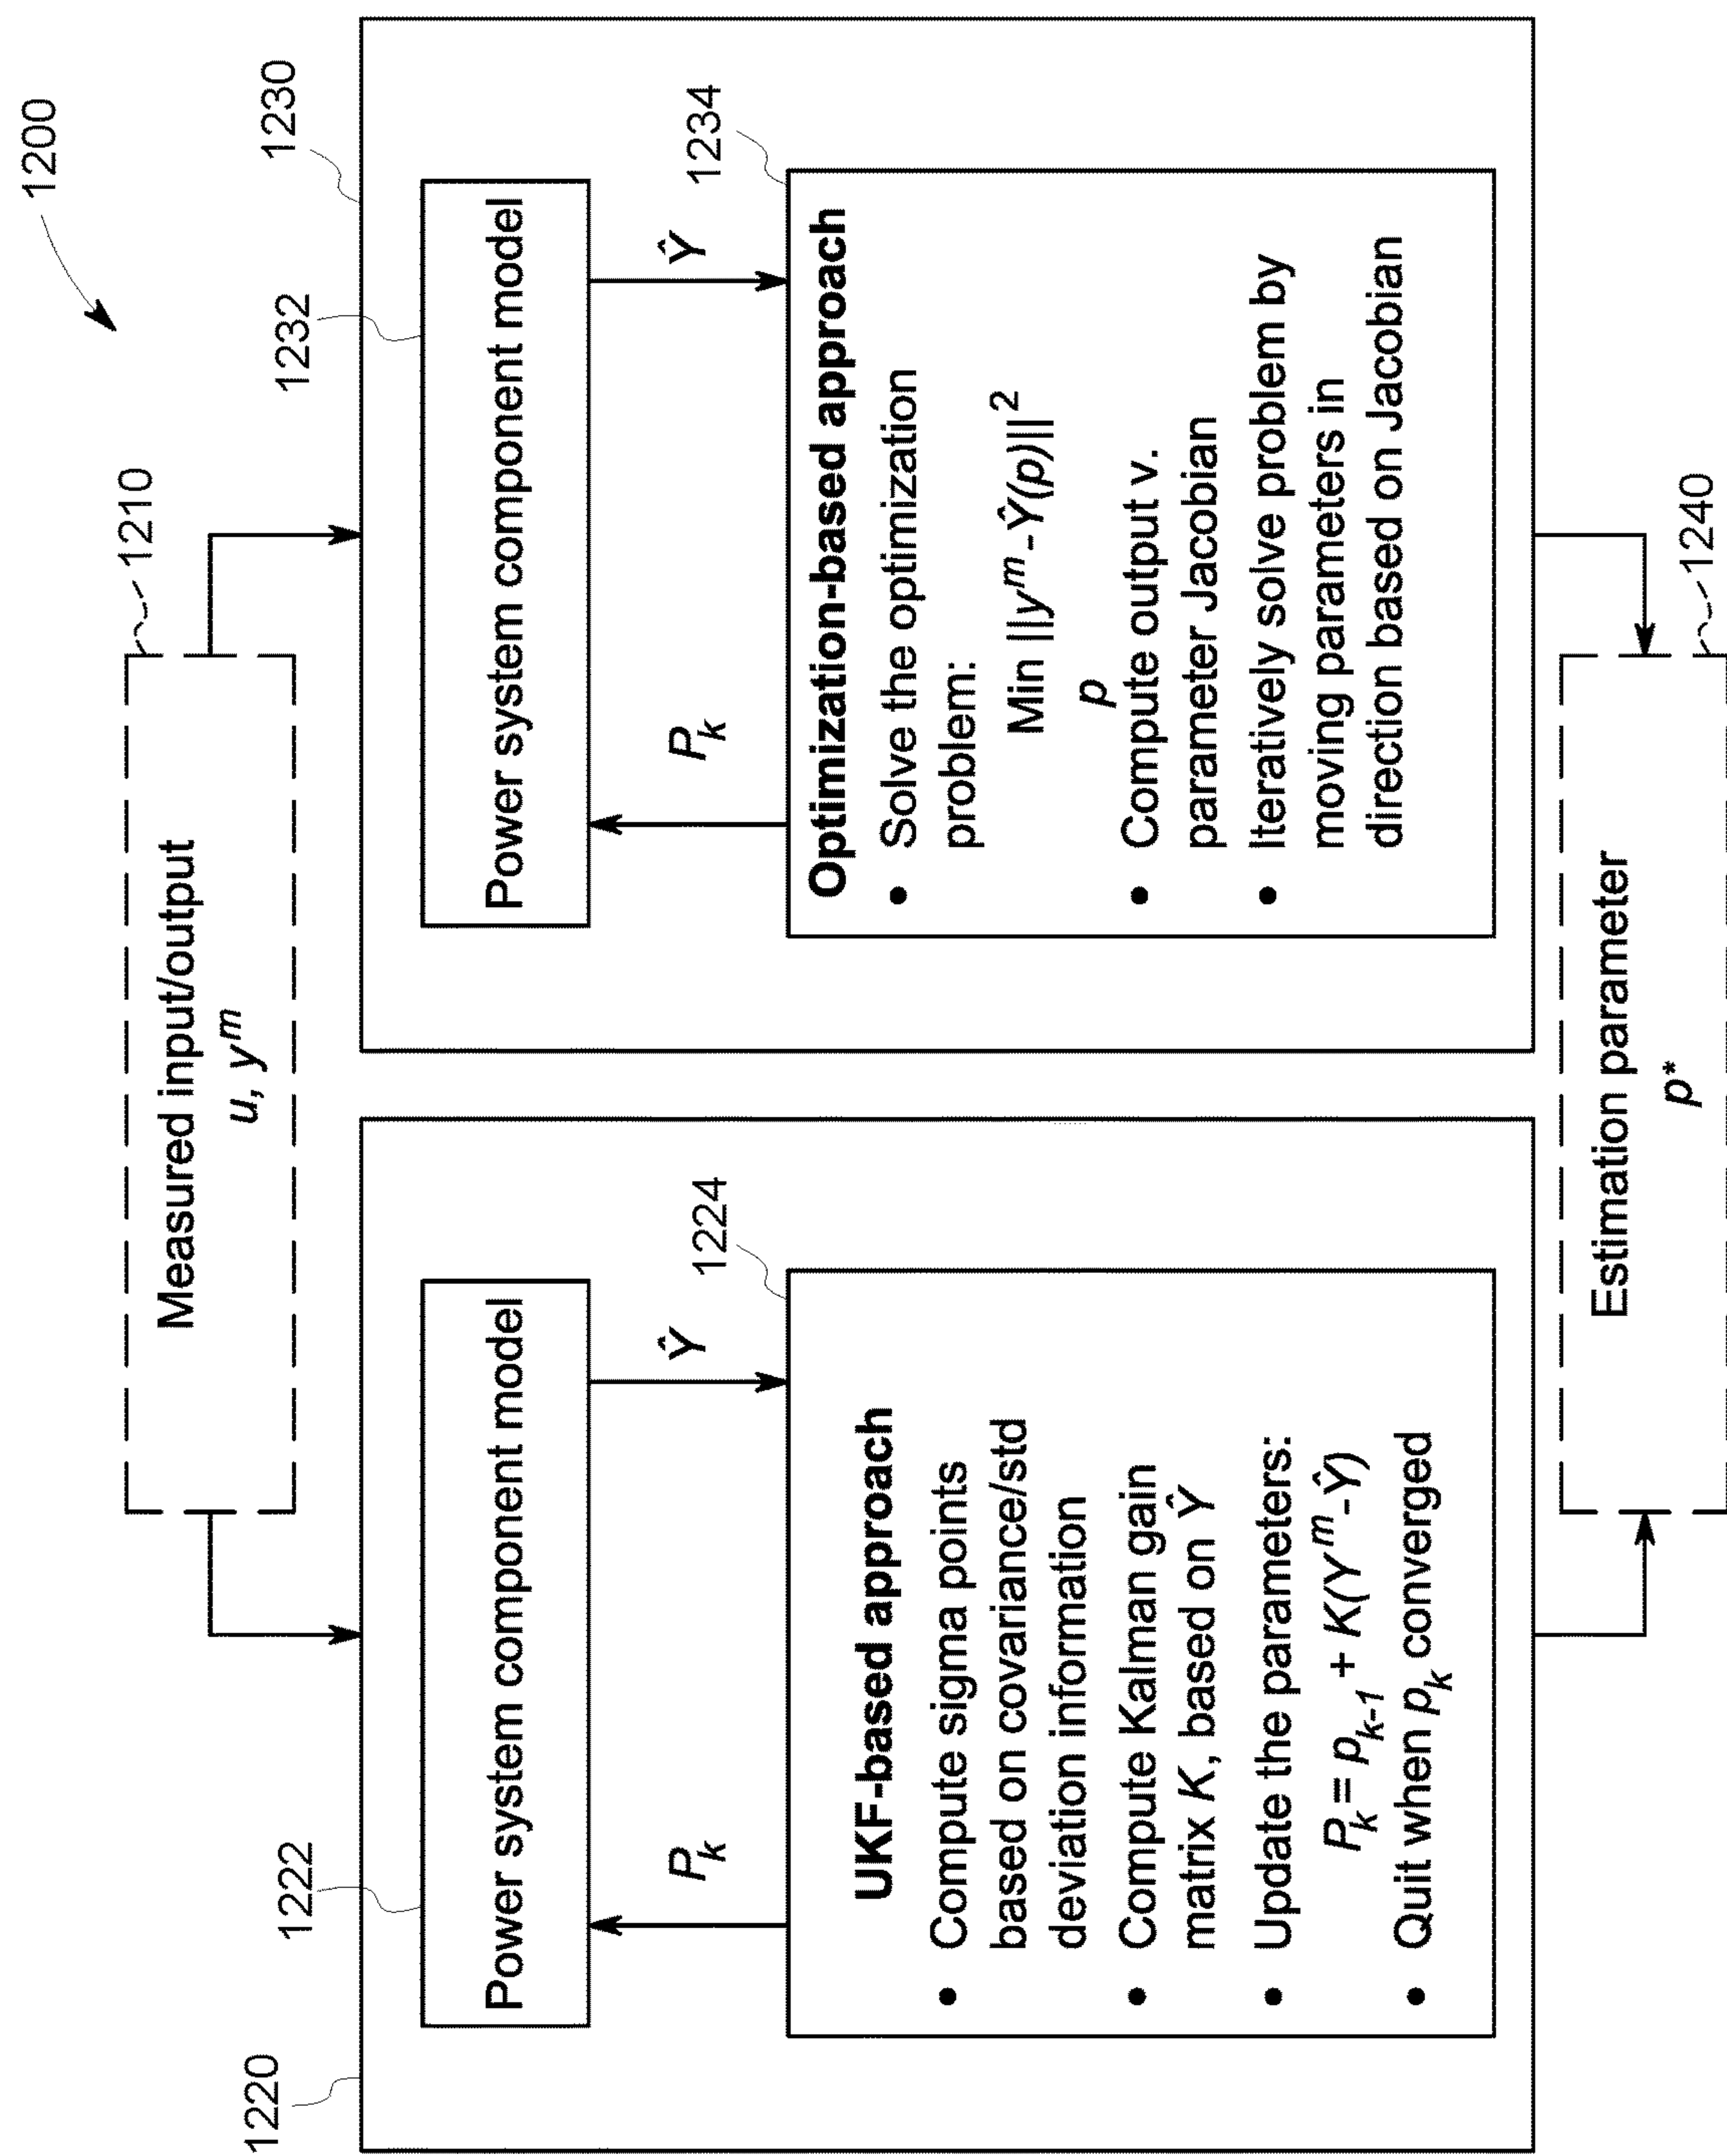 1200
1210
Measured input/output
u, y^m
1220
1222
Power system component model
P_k
Ŷ
1224
UKF-based approach
• Compute sigma points
based on covariance/std
deviation information
• Compute Kalman gain
matrix K, based on Ŷ
• Update the parameters:
P_k = p_{k-1} + K(Y^m - Ŷ)
• Quit when p_k converged
1230
1232
Power system component model
P_k
Ŷ
1234
Optimization-based approach
• Solve the optimization
problem:
Min ||y^m - Ŷ(p)||^2
p
• Compute output v.
parameter Jacobian
• Iteratively solve problem by
moving parameters in
direction based on Jacobian
Estimation parameter
p*
1240